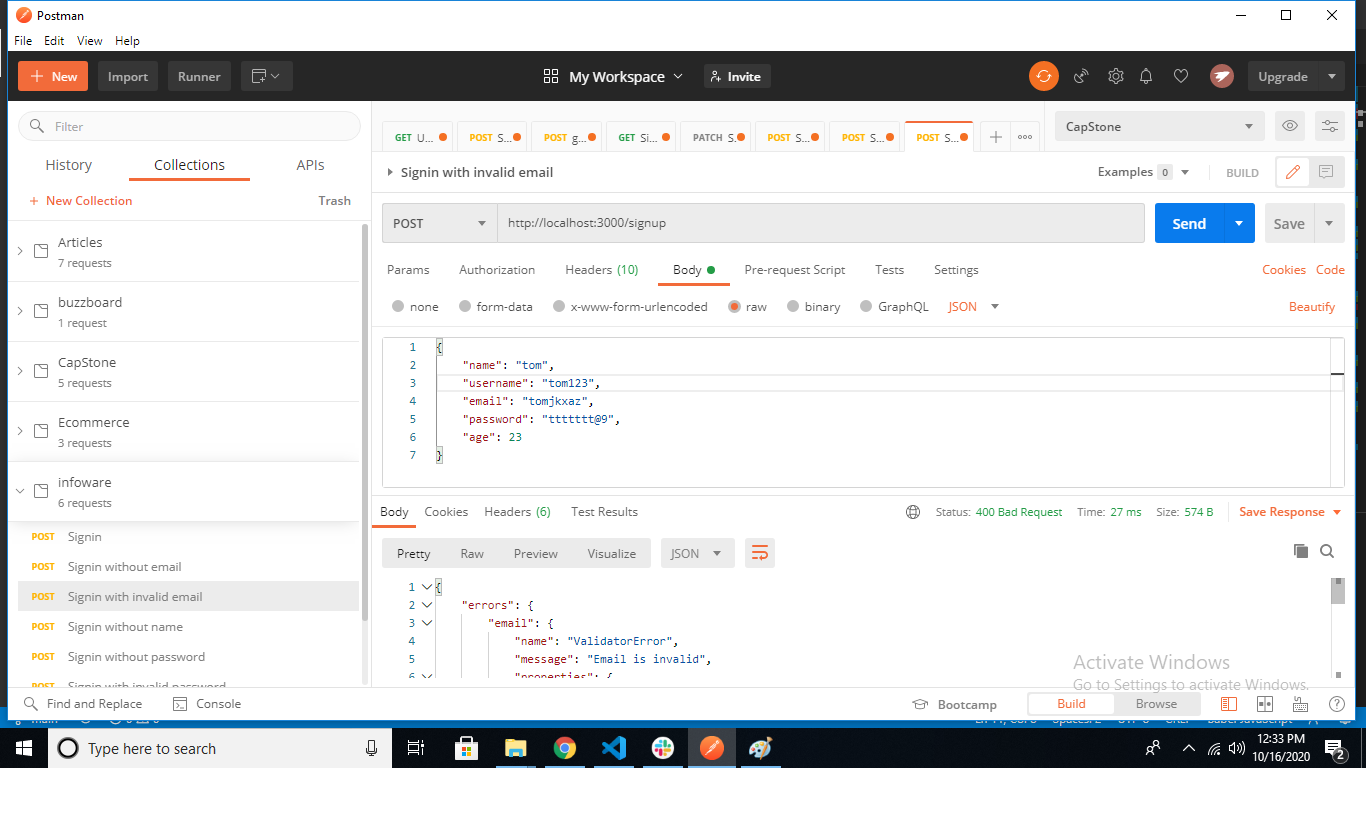 Postman
File Edit View Help
New Import Runner My Workspace Invite Upgrade
Filter
History Collections APIs
+ New Collection Trash
Articles
7 requests
buzzboard
1 request
CapStone
5 requests
Ecommerce
3 requests
infoware
6 requests
POST Signin
POST Signin without email
POST Signin with invalid email
POST Signin without name
POST Signin without password
POST Signin with invalid password
GET U... POST S... POST g... GET Si... PATCH S. POST S... POST S... POST S... CapStone
Signin with invalid email Examples 0 BUILD
POST http://localhost:3000/signup Send Save
Params Authorization Headers (10) Body Pre-request Script Tests Settings Cookies Code
none form-data x-www-form-urlencoded raw binary GraphQL JSON Beautify
1 {
2 "name": "tom",
3 "username": "tom123",
4 "email": "tomjkxaz",
5 "password": "ttttttt@9",
6 "age": 23
7 }
Body Cookies Headers (6) Test Results Status: 400 Bad Request Time: 27 ms Size: 574 B Save Response
Pretty Raw Preview Visualize JSON
1 {
2 "errors": {
3 "email": {
4 "name": "ValidatorError",
5 "message": "Email is invalid",
6 "properties": {
Activate Windows
Go to Settings to activate Windows.
Find and Replace Console Bootcamp Build Browse
Type here to search
12:33 PM
10/16/2020
2